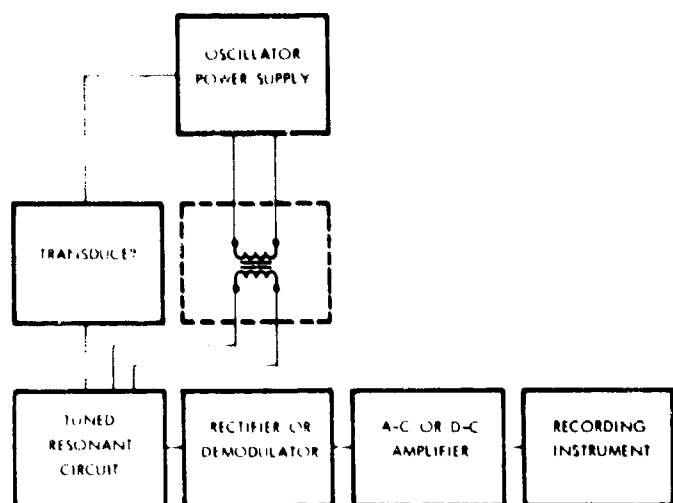 OSCILLATOR
POWER SUPPLY
TRANSDUCER
TUNED
RESONANT
CIRCUIT
RECTIFIER OR
DEMODULATOR
A-C OR D-C
AMPLIFIER
RECORDING
INSTRUMENT